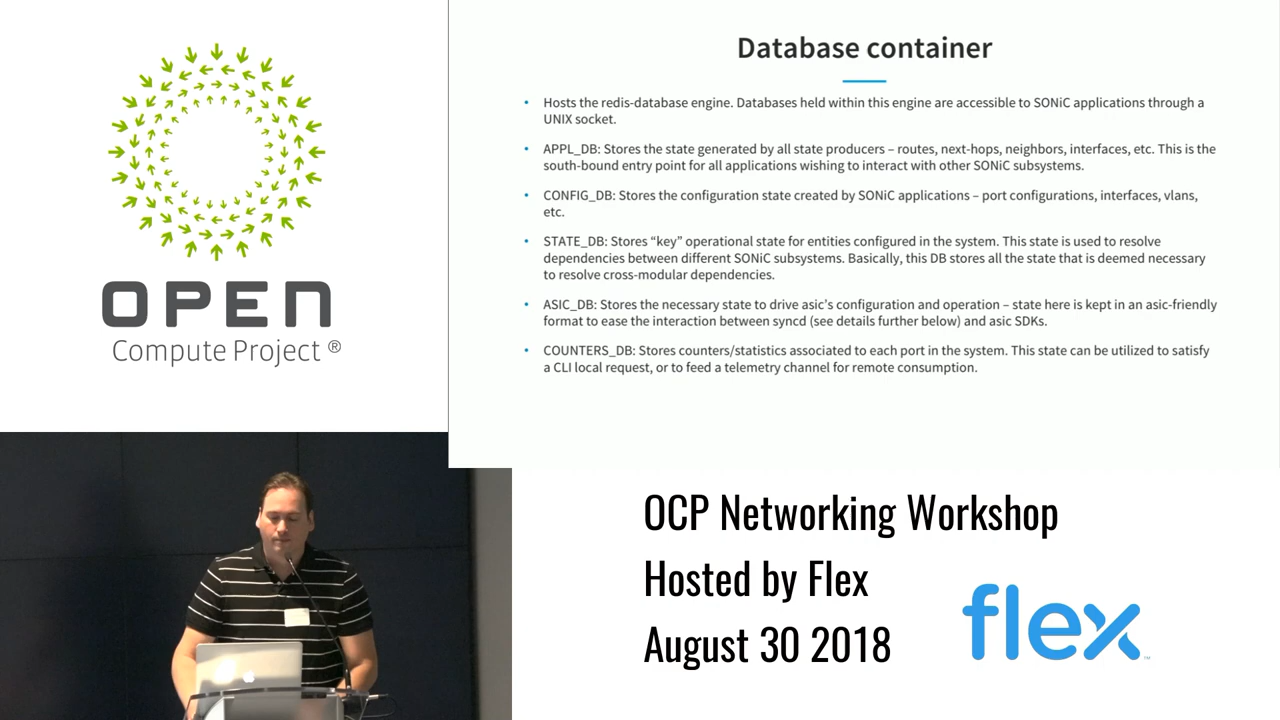 OPEN
Compute Project ®
Database container
• Hosts the redis-database engine. Databases held within this engine are accessible to SONiC applications through a
UNIX socket.
• APPL_DB: Stores the state generated by all state producers – routes, next-hops, neighbors, interfaces, etc. This is the
south-bound entry point for all applications wishing to interact with other SONiC subsystems.
• CONFIG_DB: Stores the configuration state created by SONiC applications – port configurations, interfaces, vlans,
etc.
• STATE_DB: Stores “key” operational state for entities configured in the system. This state is used to resolve
dependencies between different SONiC subsystems. Basically, this DB stores all the state that is deemed necessary
to resolve cross-modular dependencies.
• ASIC_DB: Stores the necessary state to drive asic’s configuration and operation – state here is kept in an asic-friendly
format to ease the interaction between syncd (see details further below) and asic SDKs.
• COUNTERS_DB: Stores counters/statistics associated to each port in the system. This state can be utilized to satisfy
a CLI local request, or to feed a telemetry channel for remote consumption.
OCP Networking Workshop
Hosted by Flex
August 30 2018
flex™